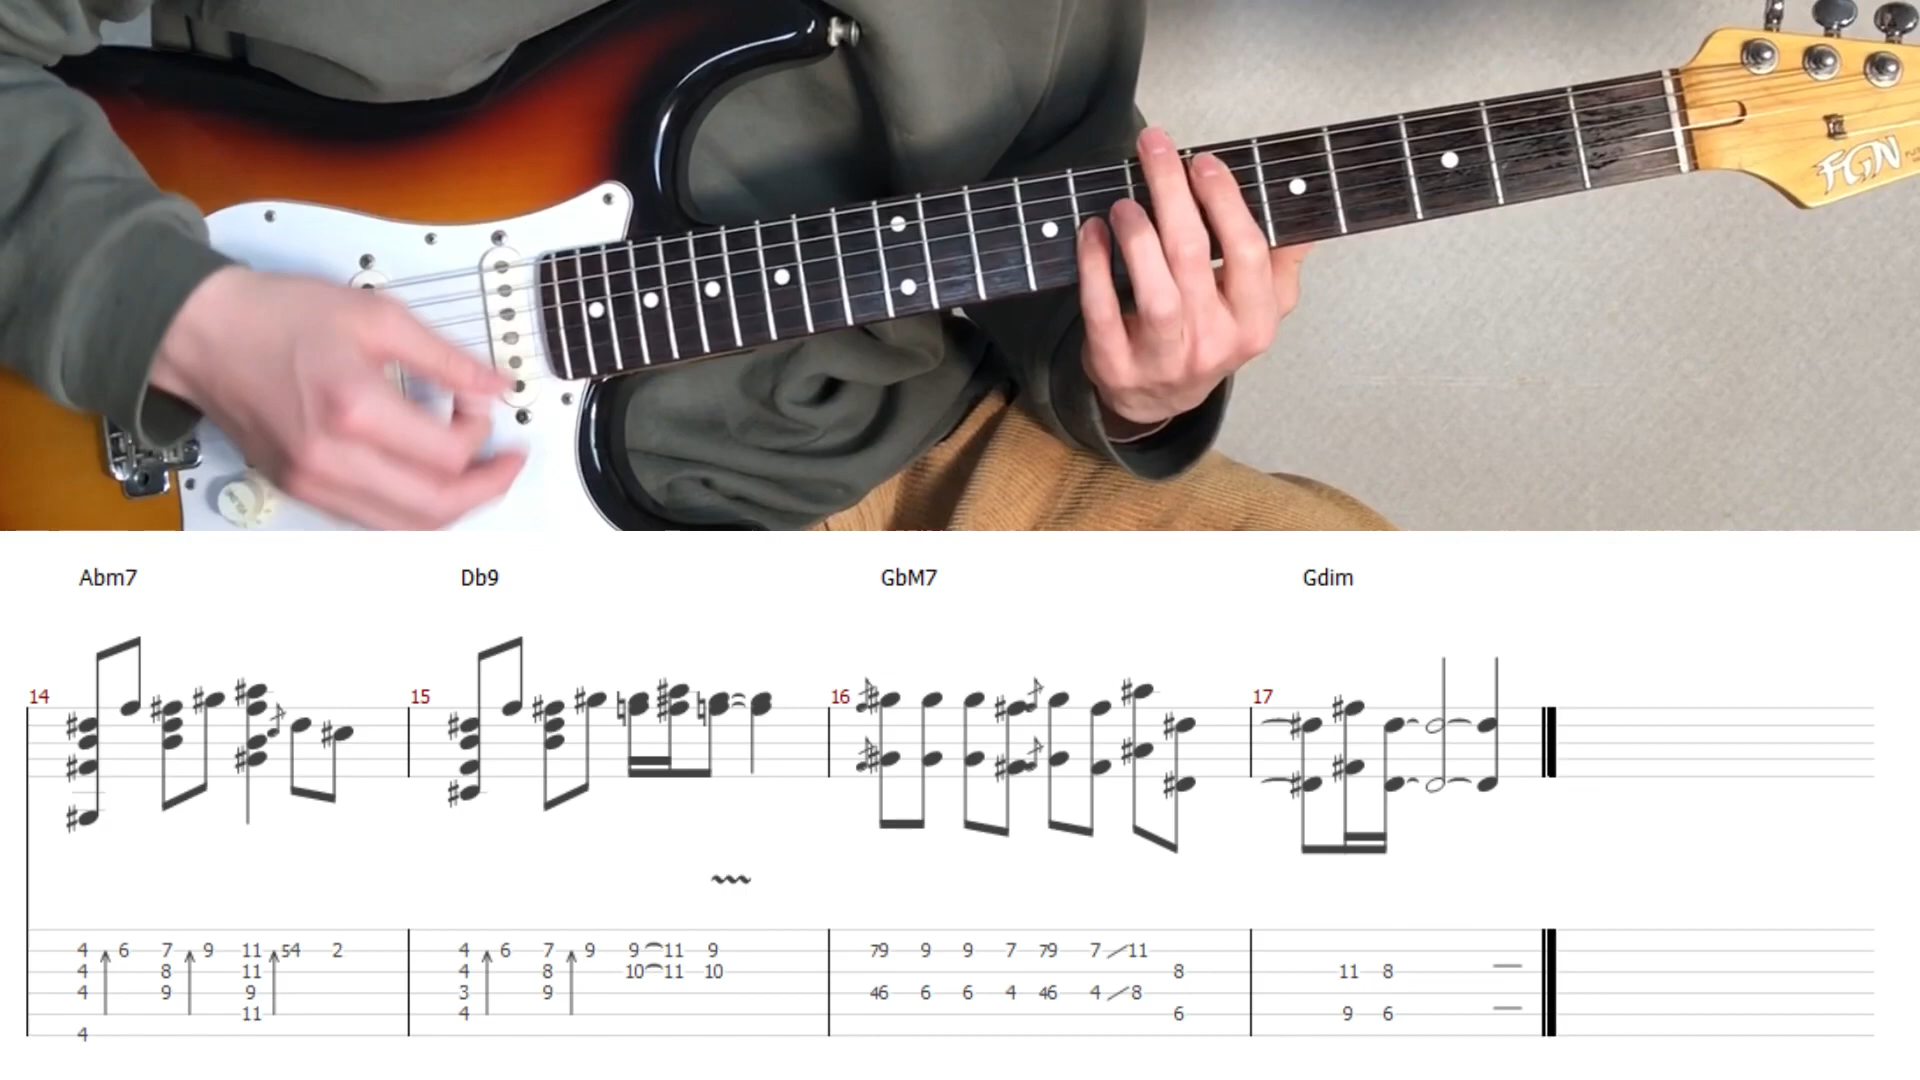 FGN
Abm7 Db9 GbM7 Gdim
14 15 16 17
4 6 7 9 11 54 2 4 6 7 9 9 11 9 79 9 9 7 79 7 11
4 8 11 4 8 10 11 10 8 11 8
4 9 9 3 9 46 6 6 4 46 4 8
11 4 6 9 6
4